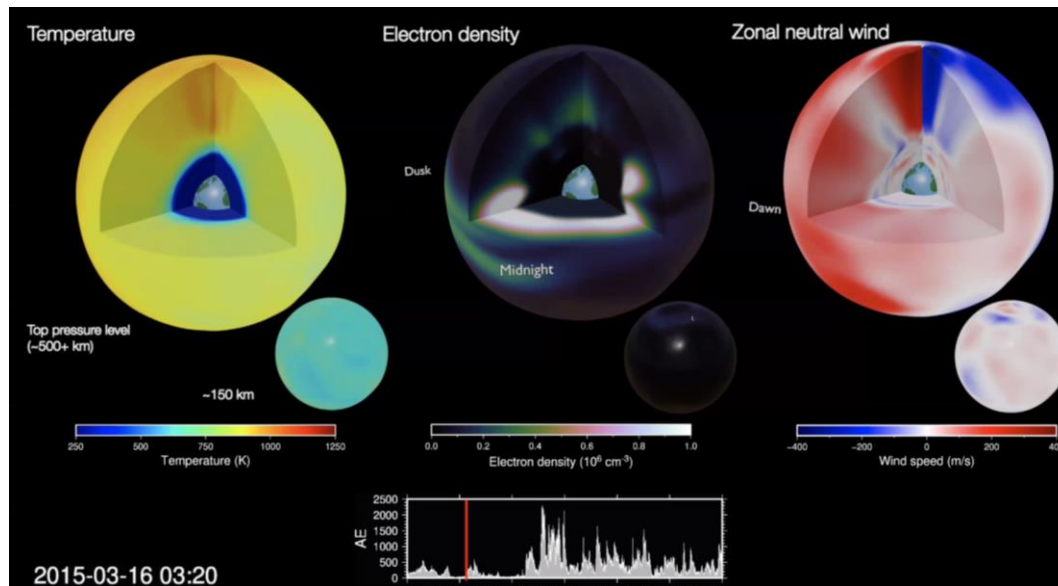 Temperature
Electron density
Zonal neutral wind
Dusk
Dawn
Midnight
Top pressure level
(~500+ km)
~150 km
250 500 750 1000 1250
Temperature (K)
0.0 0.2 0.4 0.6 0.8 1.0
Electron density (10⁶ cm⁻³)
−400 −200 0 200 40
Wind speed (m/s)
2500
2000
1500
1000
500
0
AE
2015-03-16 03:20